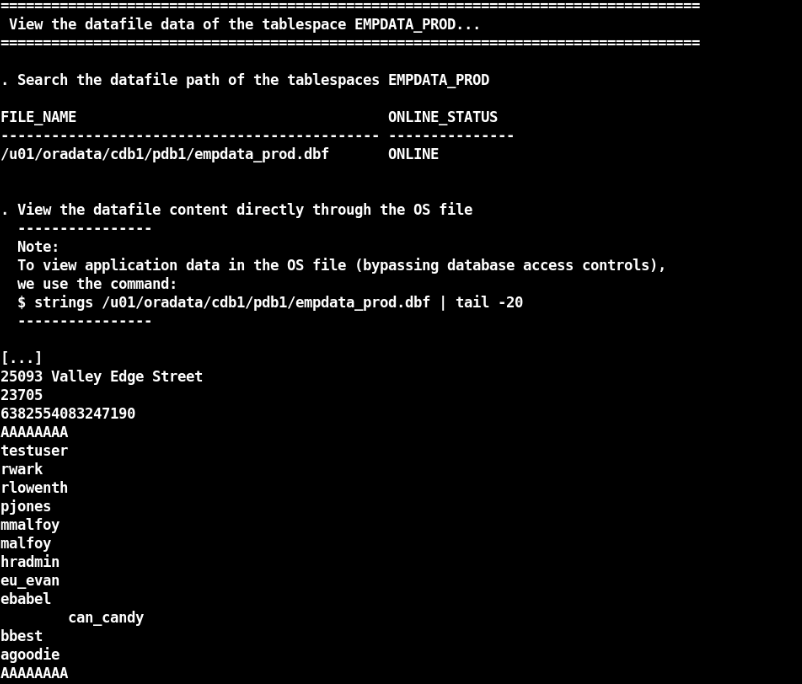 ===================================================================================
 View the datafile data of the tablespace EMPDATA_PROD...
===================================================================================
. Search the datafile path of the tablespaces EMPDATA_PROD
FILE_NAME                                     ONLINE_STATUS
--------------------------------------------- ---------------
/u01/oradata/cdb1/pdb1/empdata_prod.dbf       ONLINE
. View the datafile content directly through the OS file
  ----------------
  Note:
  To view application data in the OS file (bypassing database access controls),
  we use the command:
  $ strings /u01/oradata/cdb1/pdb1/empdata_prod.dbf | tail -20
  ----------------
[...]
25093 Valley Edge Street
23705
6382554083247190
AAAAAAAA
testuser
rwark
rlowenth
pjones
mmalfoy
malfoy
hradmin
eu_evan
ebabel
        can_candy
bbest
agoodie
AAAAAAAA